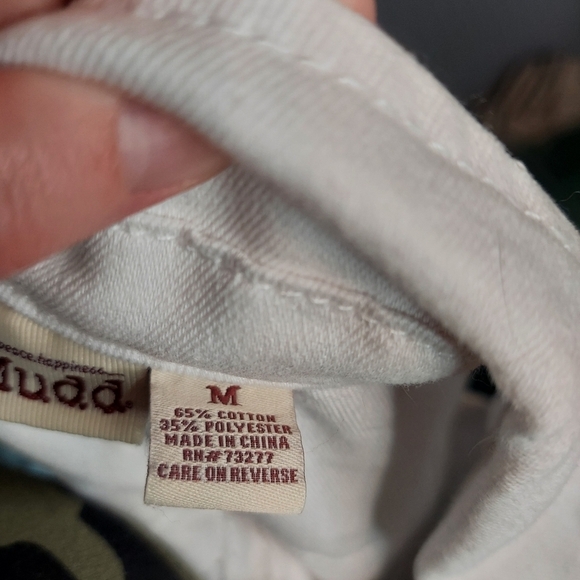 peace.happiness
Mudd
M
65% COTTON
35% POLYESTER
MADE IN CHINA
RN#73277
CARE ON REVERSE